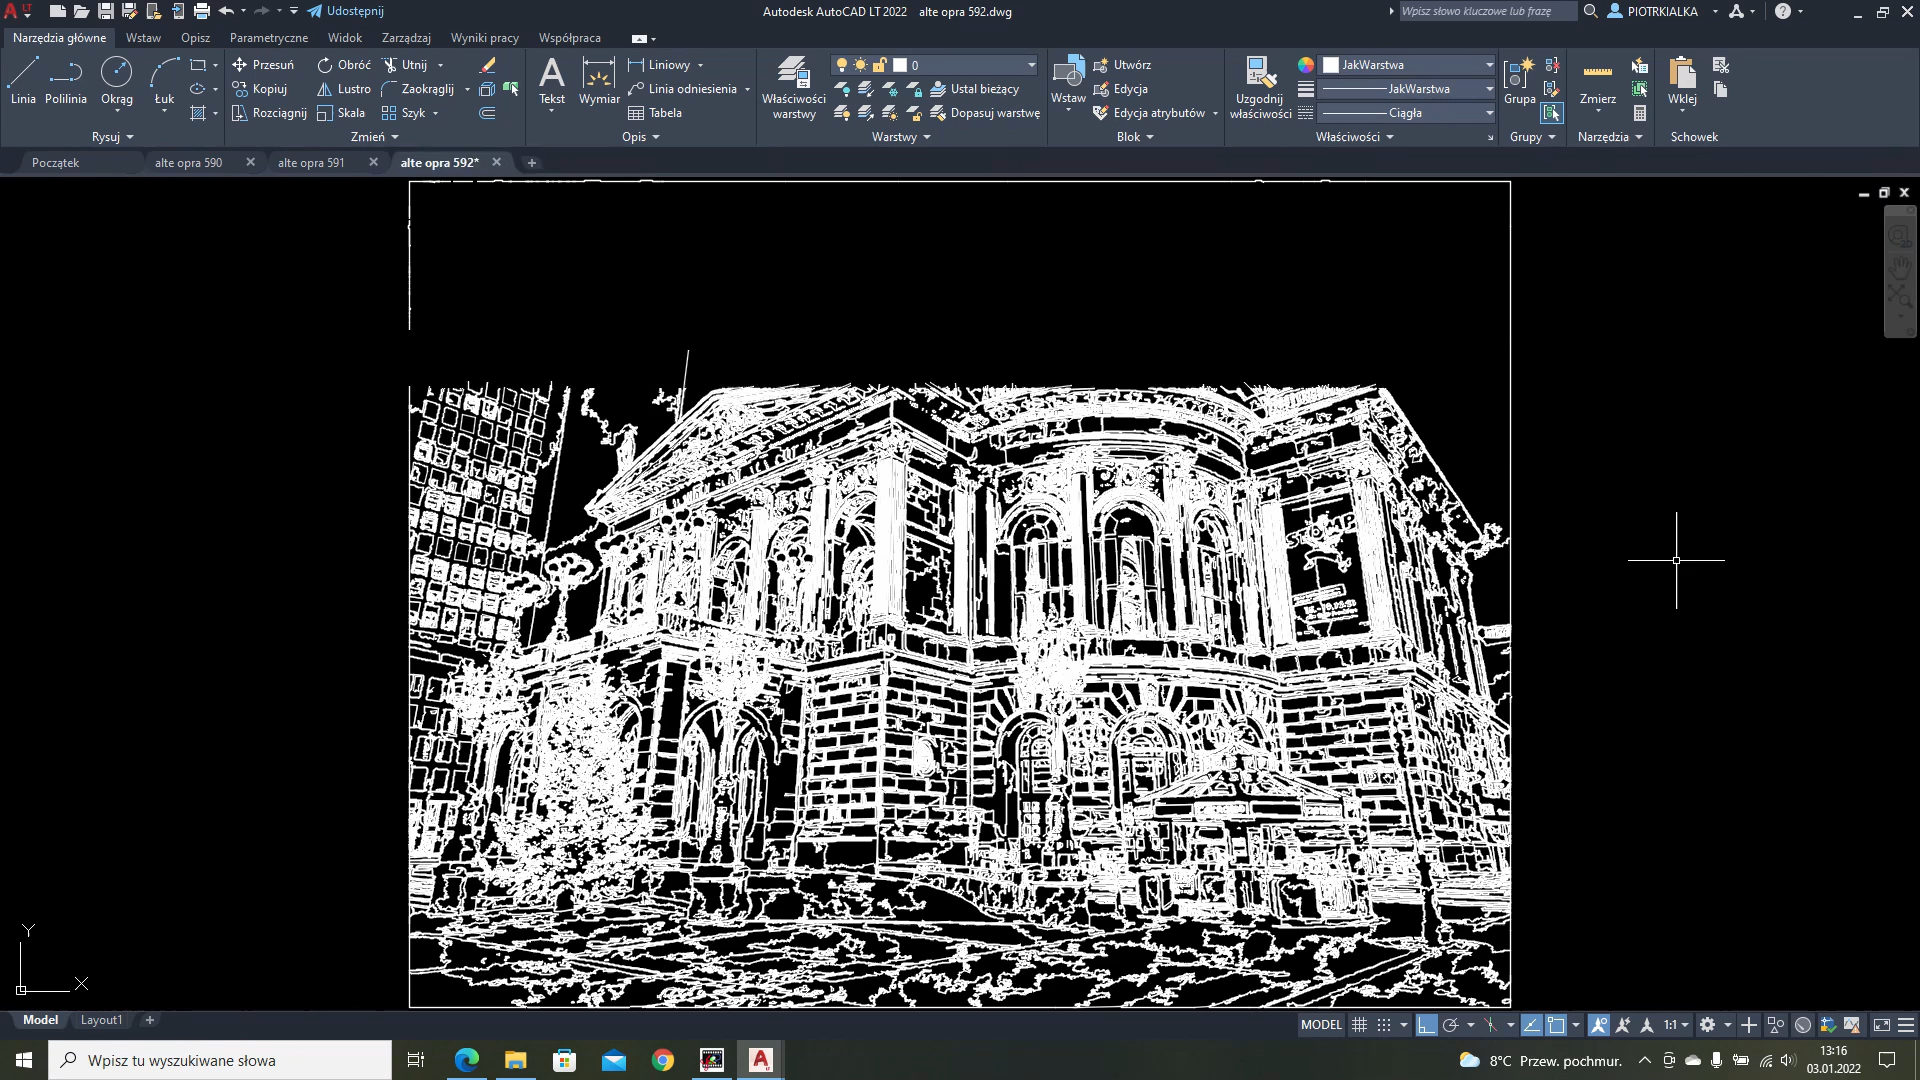 LT
Udostępnij
Autodesk AutoCAD LT 2022 alte opra 592.dwg
Wpisz słowo kluczowe lub frazę
PIOTRKIALKA
Narzędzia główne Wstaw Opisz Parametryczne Widok Zarządzaj Wyniki pracy Współpraca
Linia Polilinia Okrąg Łuk
Przesuń Obróć Utnij
Kopiuj Lustro Zaokrąglij
Rozciągnij Skala Szyk
Tekst Wymiar
Liniowy
Linia odniesienia
Tabela
Właściwości
warstwy
0
Ustal bieżący
Dopasuj warstwę
Wstaw
Utwórz
Edycja
Edycja atrybutów
Uzgodnij
właściwości
JakWarstwa
JakWarstwa
Ciągła
Grupa
Zmierz
Wklej
Rysuj Zmień Opis Warstwy Blok Właściwości Grupy Narzędzia Schowek
Początek alte opra 590 alte opra 591 alte opra 592*
Y
X
Model Layout1
MODEL 1:1
Wpisz tu wyszukiwane słowa
8°C Przew. pochmur.
13:16
03.01.2022